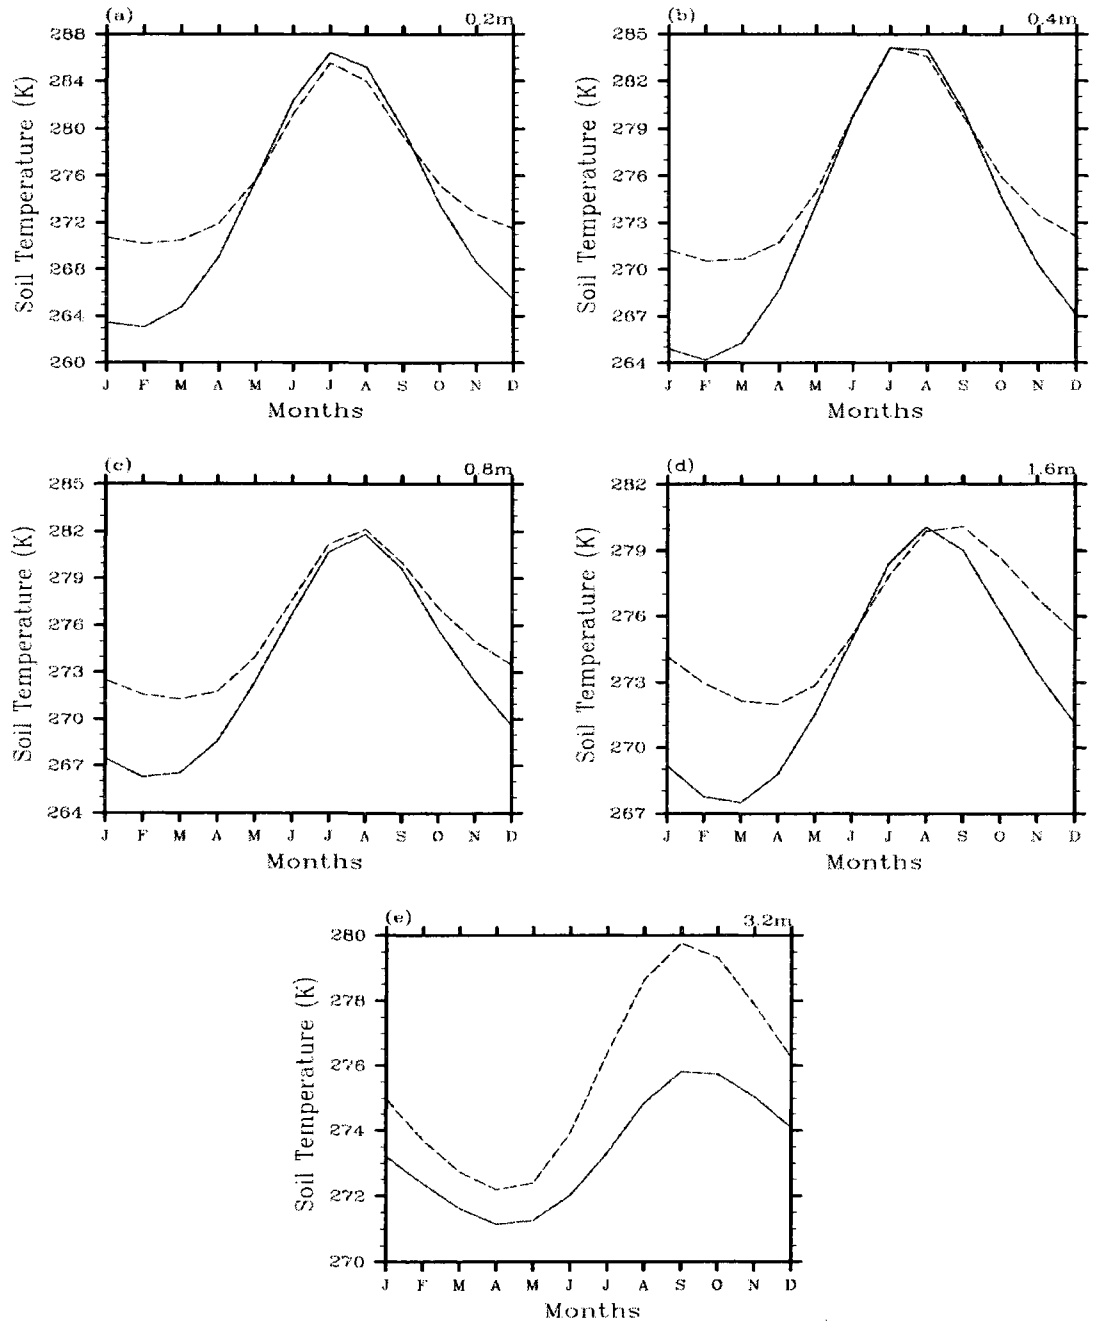 (a) 0.2m
288
284
280
276
272
268
264
260
Soil Temperature (K)
J F M A M J J A S O N D
Months
(b) 0.4m
285
282
279
276
273
270
267
264
Soil Temperature (K)
J F M A M J J A S O N D
Months
(c) 0.8m
285
282
279
276
273
270
267
264
Soil Temperature (K)
J F M A M J J A S O N D
Months
(d) 1.6m
282
279
276
273
270
267
Soil Temperature (K)
J F M A M J J A S O N D
Months
(e) 3.2m
280
278
276
274
272
270
Soil Temperature (K)
J F M A M J J A S O N D
Months